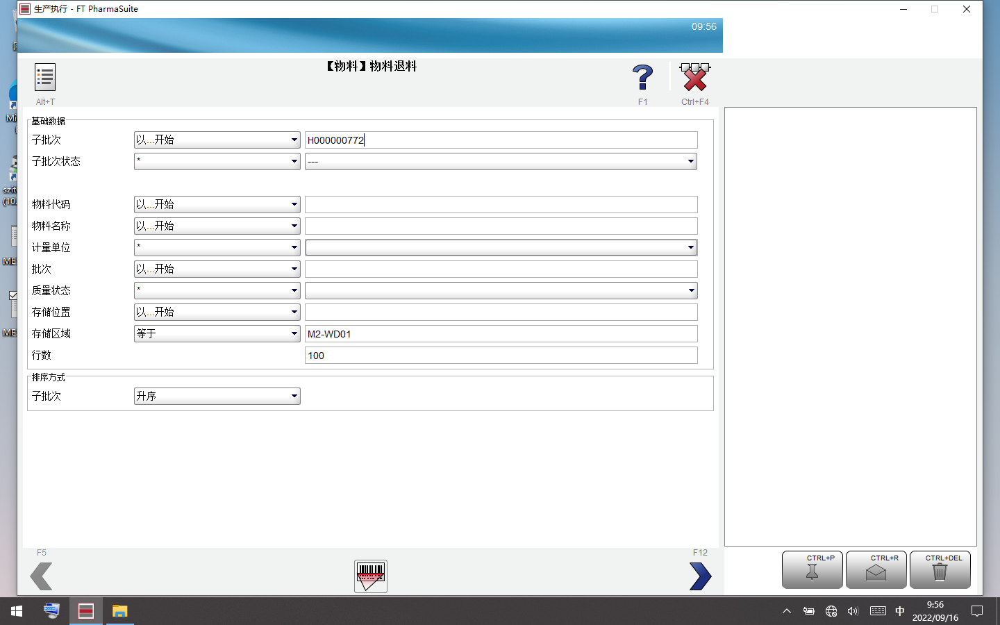 生产执行 - FT PharmaSuite
09:56
【物料】物料退料
Alt+T
F1
Ctrl+F4
基础数据
子批次 以...开始 H000000772
子批次状态 * ---
物料代码 以...开始
物料名称 以...开始
计量单位 *
批次 以...开始
质量状态 *
存储位置 以...开始
存储区域 等于 M2-WD01
行数 100
排序方式
子批次 升序
F5
F12
CTRL+P
CTRL+R
CTRL+DEL
Mi
szit
(10.
ME
ME
中
9:56
2022/09/16